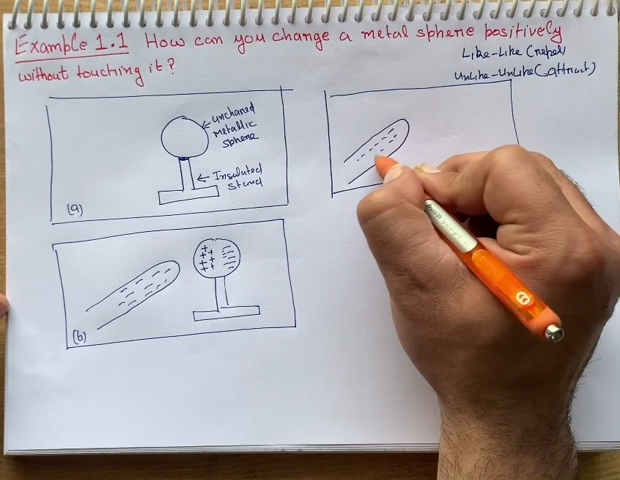 Example 1.1 How can you change a metal sphere positively
without touching it?
Like-Like (repel)
UnLike-UnLike (attract)
uncharged
metallic
sphere
Insulated
stand
(a)
(b)